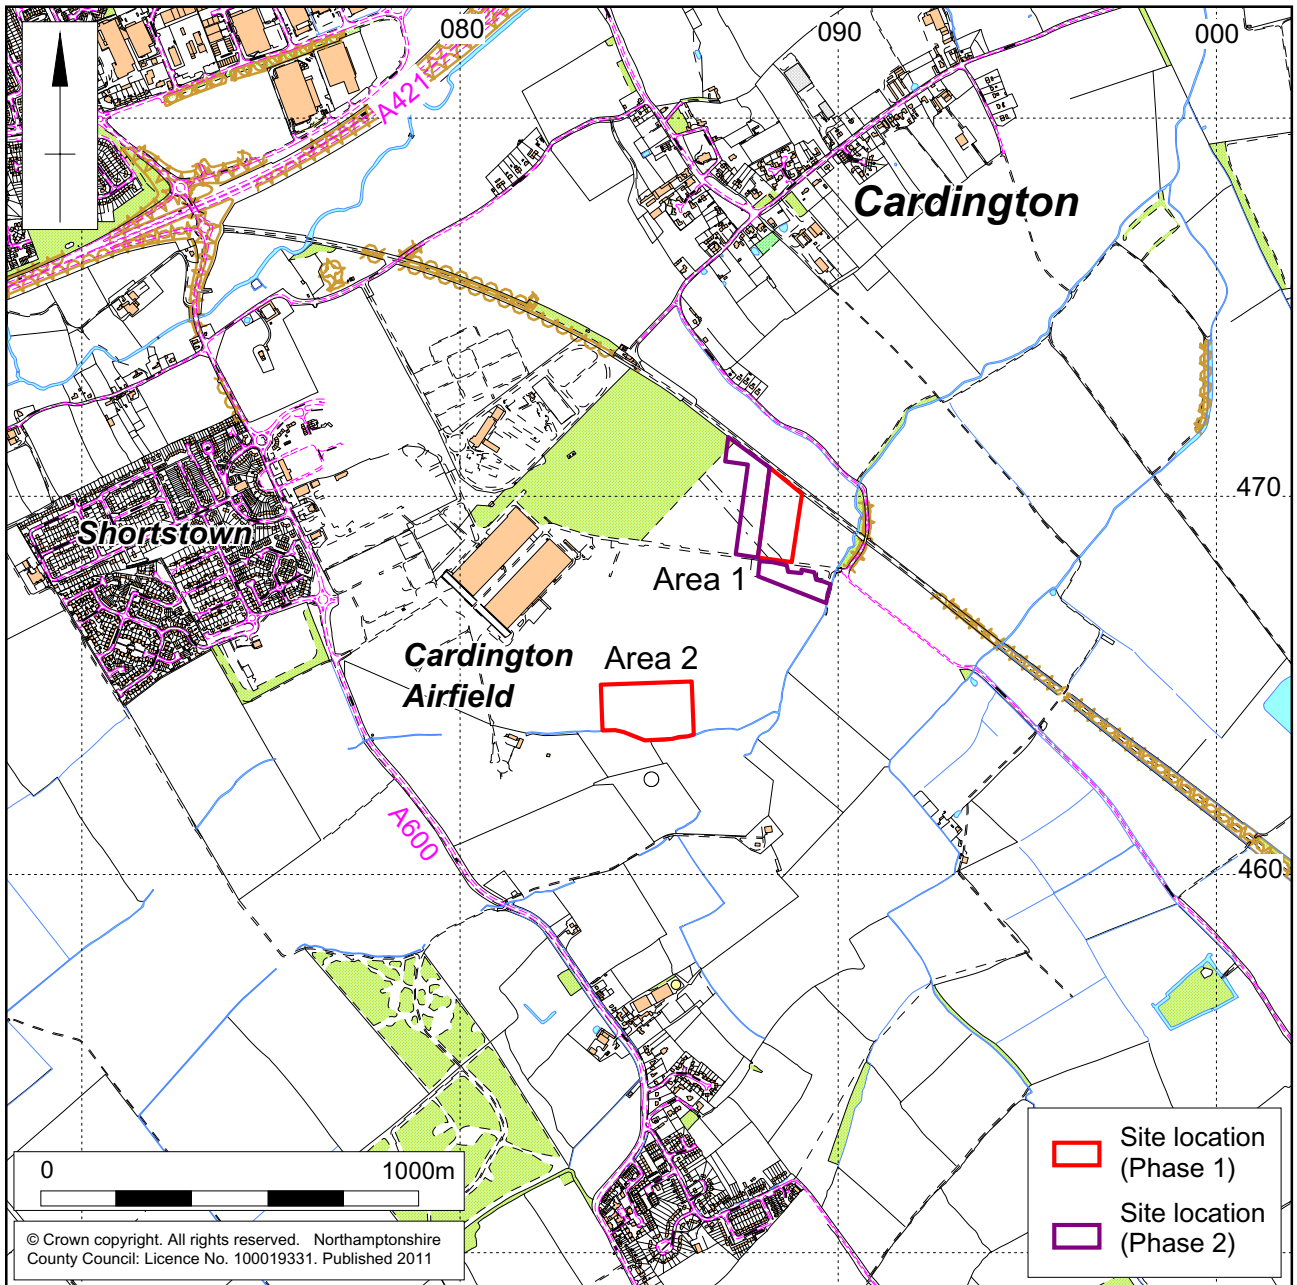 080
090
000
A421
Cardington
470
Shortstown
Area 1
Cardington
Airfield
Area 2
A600
460
0
1000m
Site location
(Phase 1)
Site location
(Phase 2)
© Crown copyright. All rights reserved. Northamptonshire
County Council: Licence No. 100019331. Published 2011